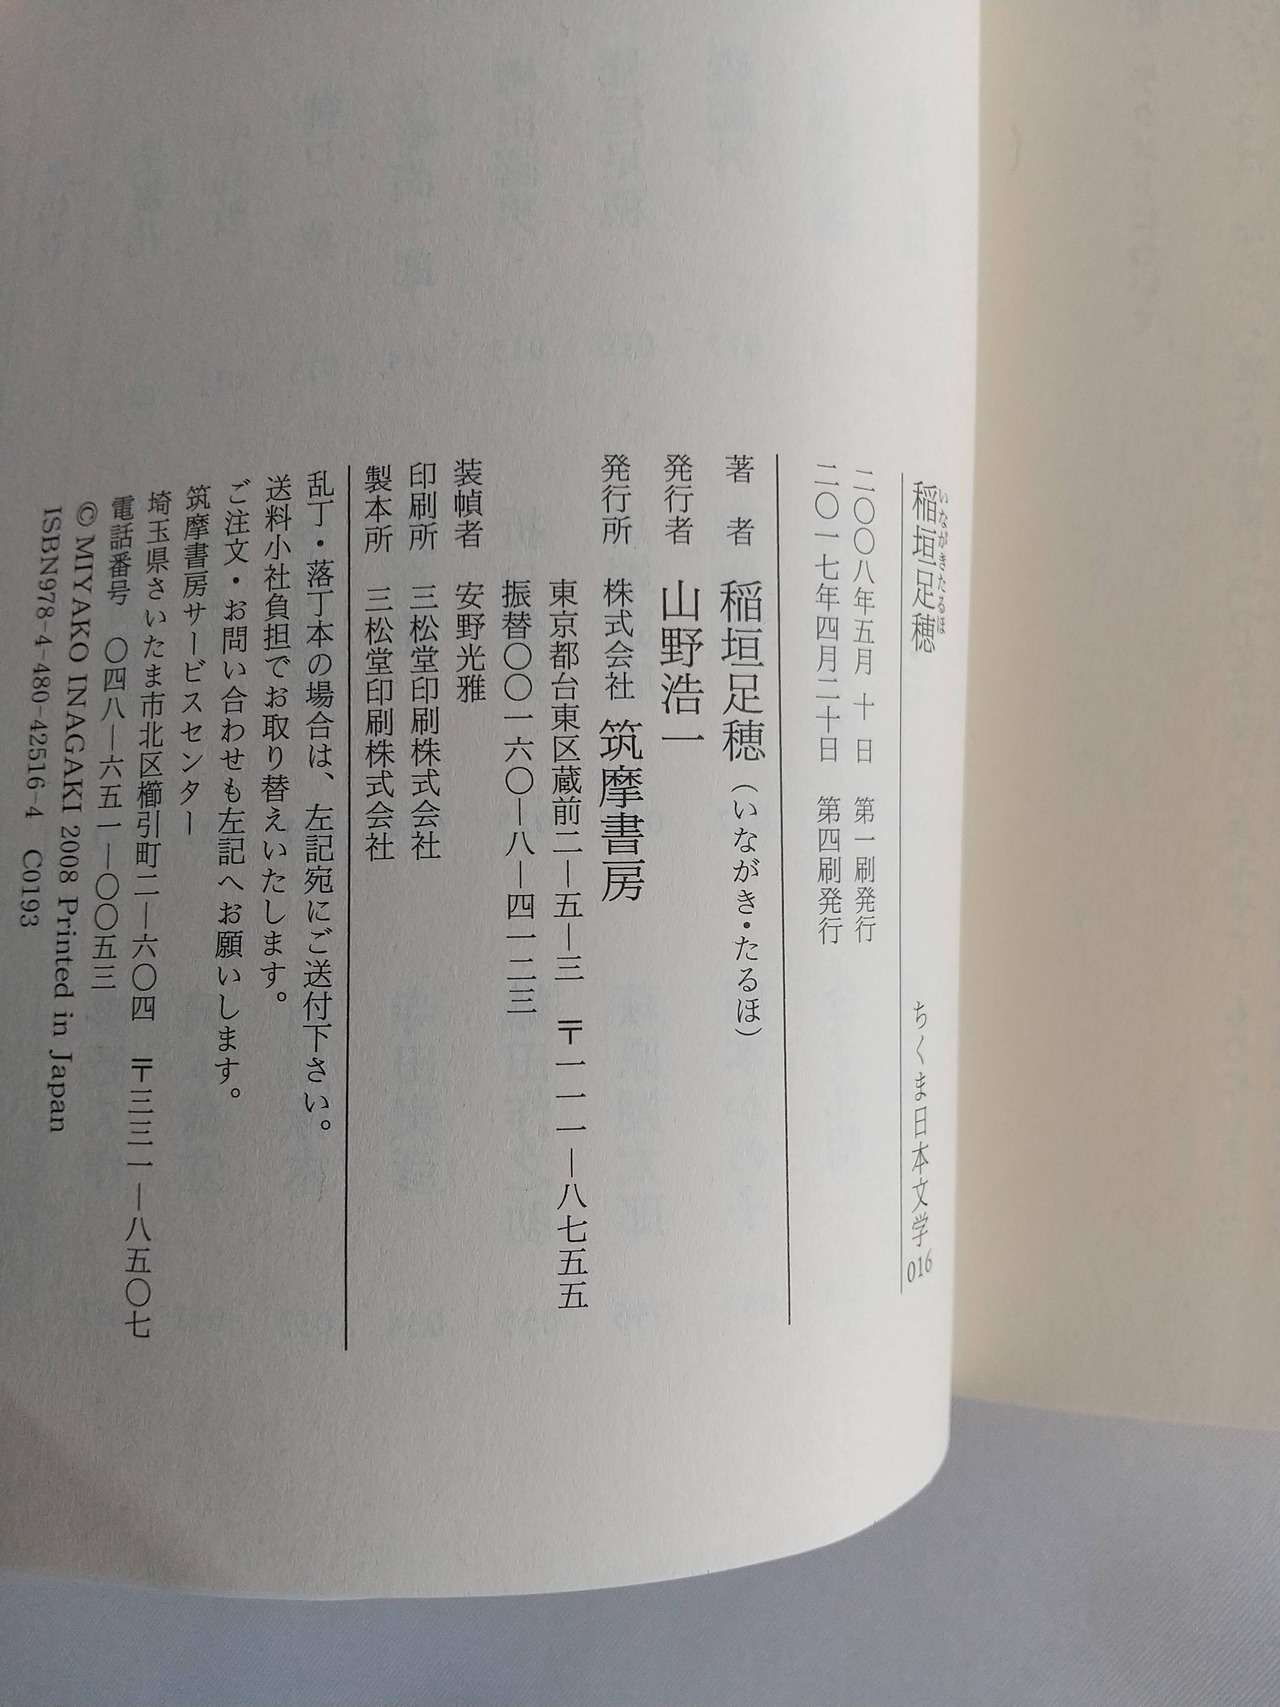 ちくま日本文学016
稲垣足穂
いながきたるほ
二〇〇八年五月 十 日 第一刷発行
二〇一七年四月二十日 第四刷発行
著 者 稲垣足穂(いながき・たるほ)
発行者 山野浩一
発行所 株式会社 筑摩書房
東京都台東区蔵前二―五―三 〒一一一―八七五五
振替〇〇一六〇―八―四一二三
装幀者 安野光雅
印刷所 三松堂印刷株式会社
製本所 三松堂印刷株式会社
乱丁・落丁本の場合は、左記宛にご送付下さい。
送料小社負担でお取り替えいたします。
ご注文・お問い合わせも左記へお願いします。
筑摩書房サービスセンター
埼玉県さいたま市北区櫛引町二―六〇四 〒三三一―八五〇七
電話番号 〇四八―六五一―〇〇五三
© MIYAKO INAGAKI 2008 Printed in Japan
ISBN978-4-480-42516-4 C0193